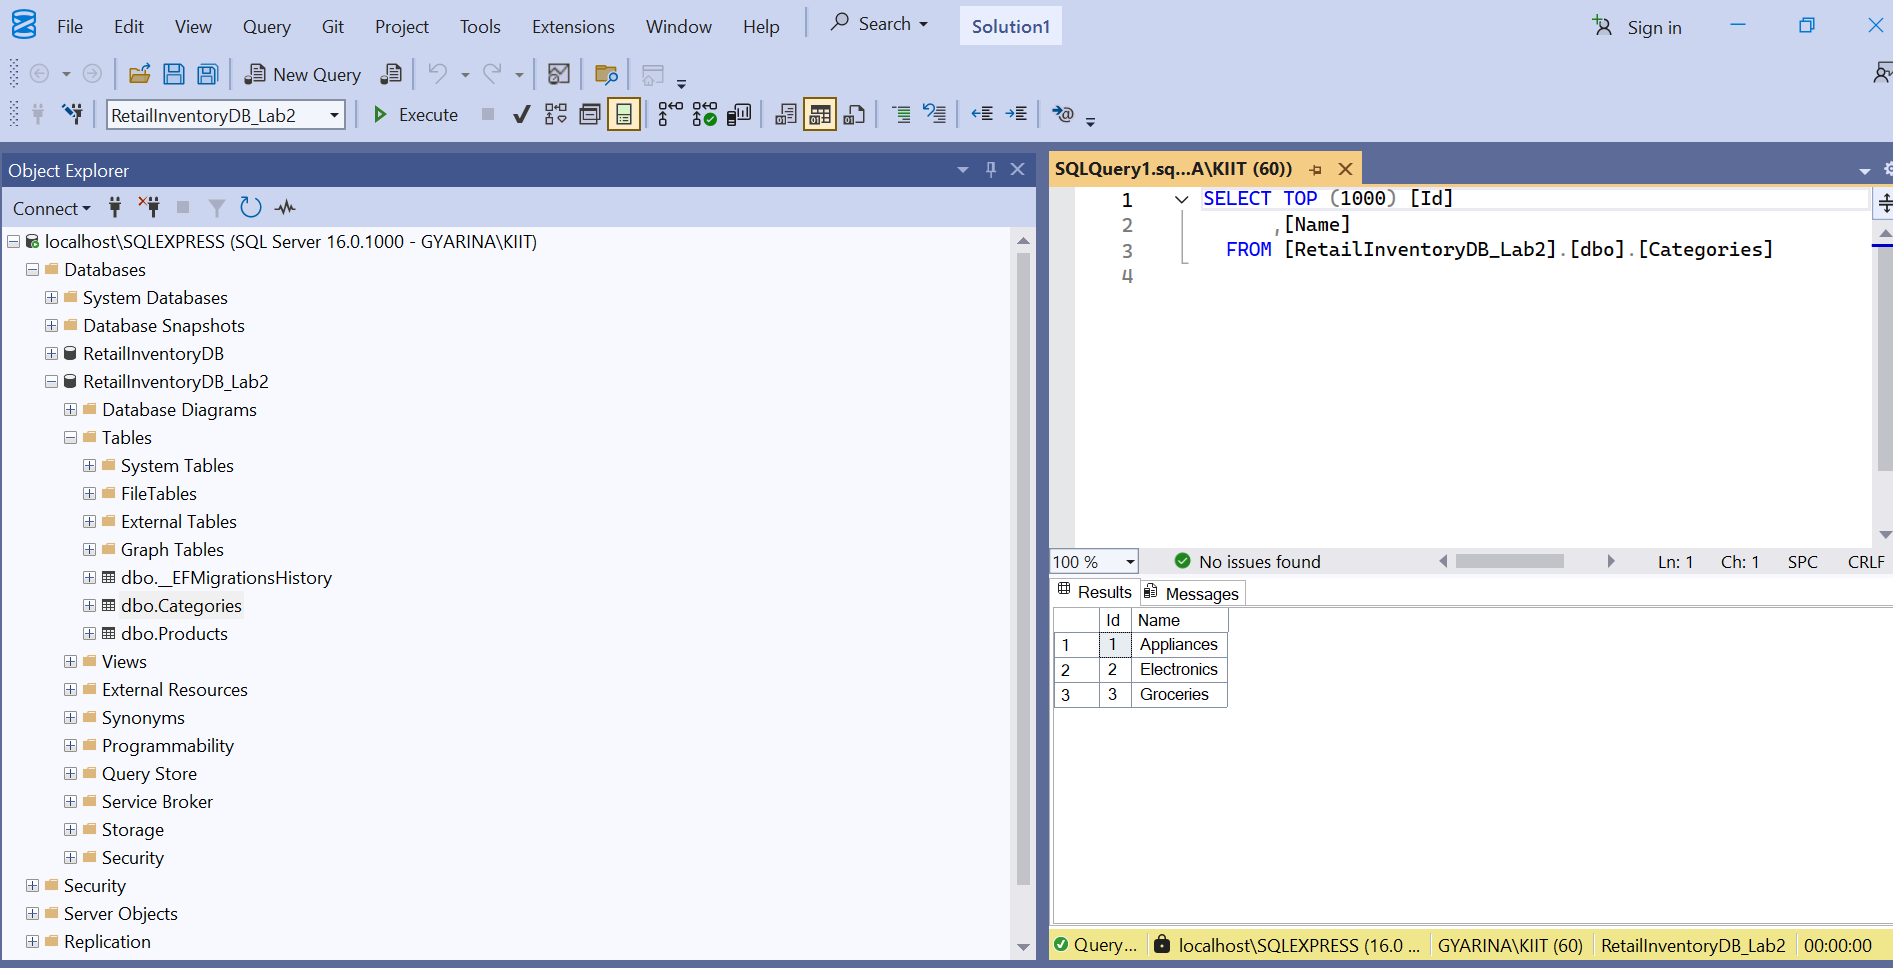 File Edit View Query Git Project Tools Extensions Window Help Search Solution1 Sign in
New Query
RetailInventoryDB_Lab2 Execute
Object Explorer
Connect
localhost\SQLEXPRESS (SQL Server 16.0.1000 - GYARINA\KIIT)
Databases
System Databases
Database Snapshots
RetailInventoryDB
RetailInventoryDB_Lab2
Database Diagrams
Tables
System Tables
FileTables
External Tables
Graph Tables
dbo.__EFMigrationsHistory
dbo.Categories
dbo.Products
Views
External Resources
Synonyms
Programmability
Query Store
Service Broker
Storage
Security
Security
Server Objects
Replication
SQLQuery1.sq...A\KIIT (60))
1 SELECT TOP (1000) [Id]
2 ,[Name]
3 FROM [RetailInventoryDB_Lab2].[dbo].[Categories]
4
100 % No issues found Ln: 1 Ch: 1 SPC CRLF
Results Messages
Id Name
1 1 Appliances
2 2 Electronics
3 3 Groceries
Query... localhost\SQLEXPRESS (16.0 ... GYARINA\KIIT (60) RetailInventoryDB_Lab2 00:00:00